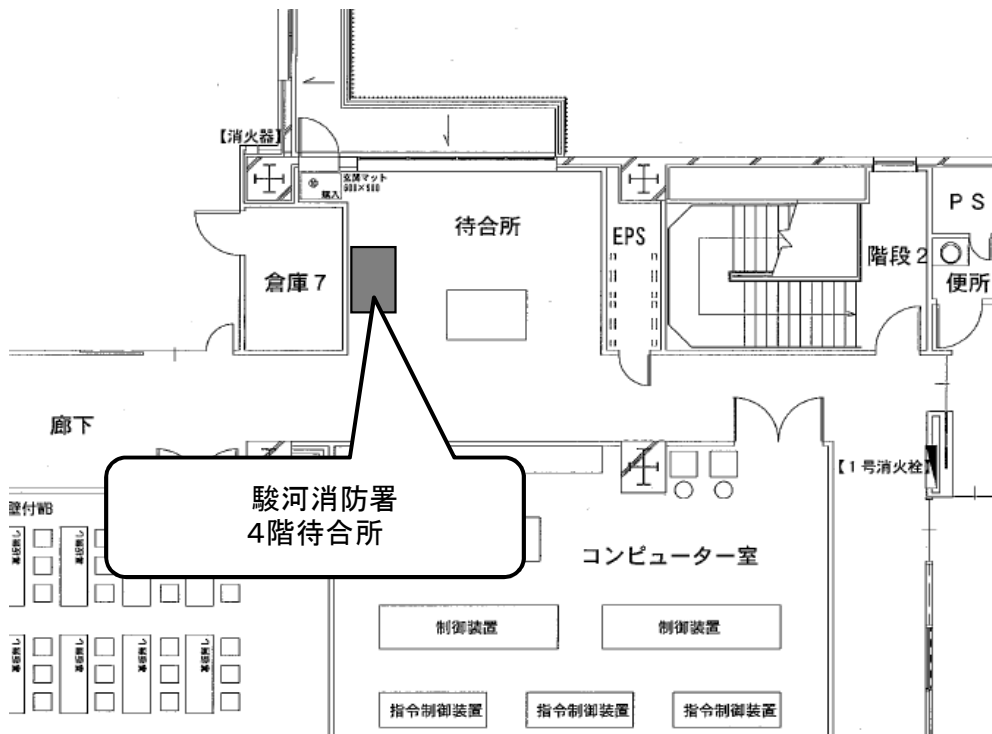 【消火器】
玄関マット
購入
待合所
EPS
PS
階段2
便所
倉庫7
廊下
【1号消火栓】
駿河消防署
4階待合所
壁付WB
コンピューター室
制御装置
制御装置
指令制御装置
指令制御装置
指令制御装置